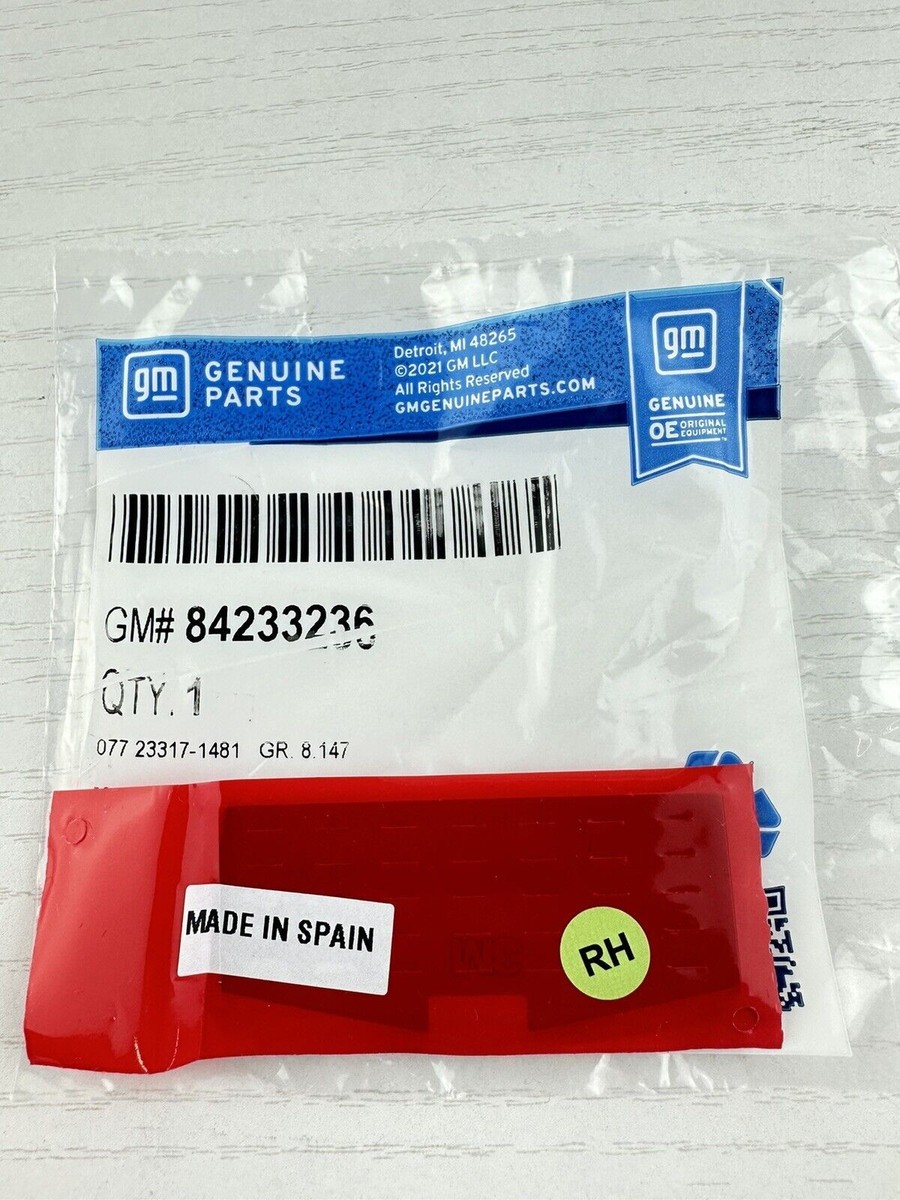 gm GENUINE PARTS
Detroit, MI 48265
©2021 GM LLC
All Rights Reserved
GMGENUINEPARTS.COM
gm
GENUINE
OE ORIGINAL EQUIPMENT™
GM# 84233236
QTY. 1
077 23317-1481 GR. 8.147
MADE IN SPAIN
RH